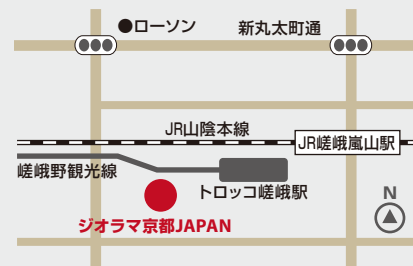 ●ローソン
新丸太町通
JR山陰本線
JR嵯峨嵐山駅
嵯峨野観光線
トロッコ嵯峨駅
N
ジオラマ京都JAPAN